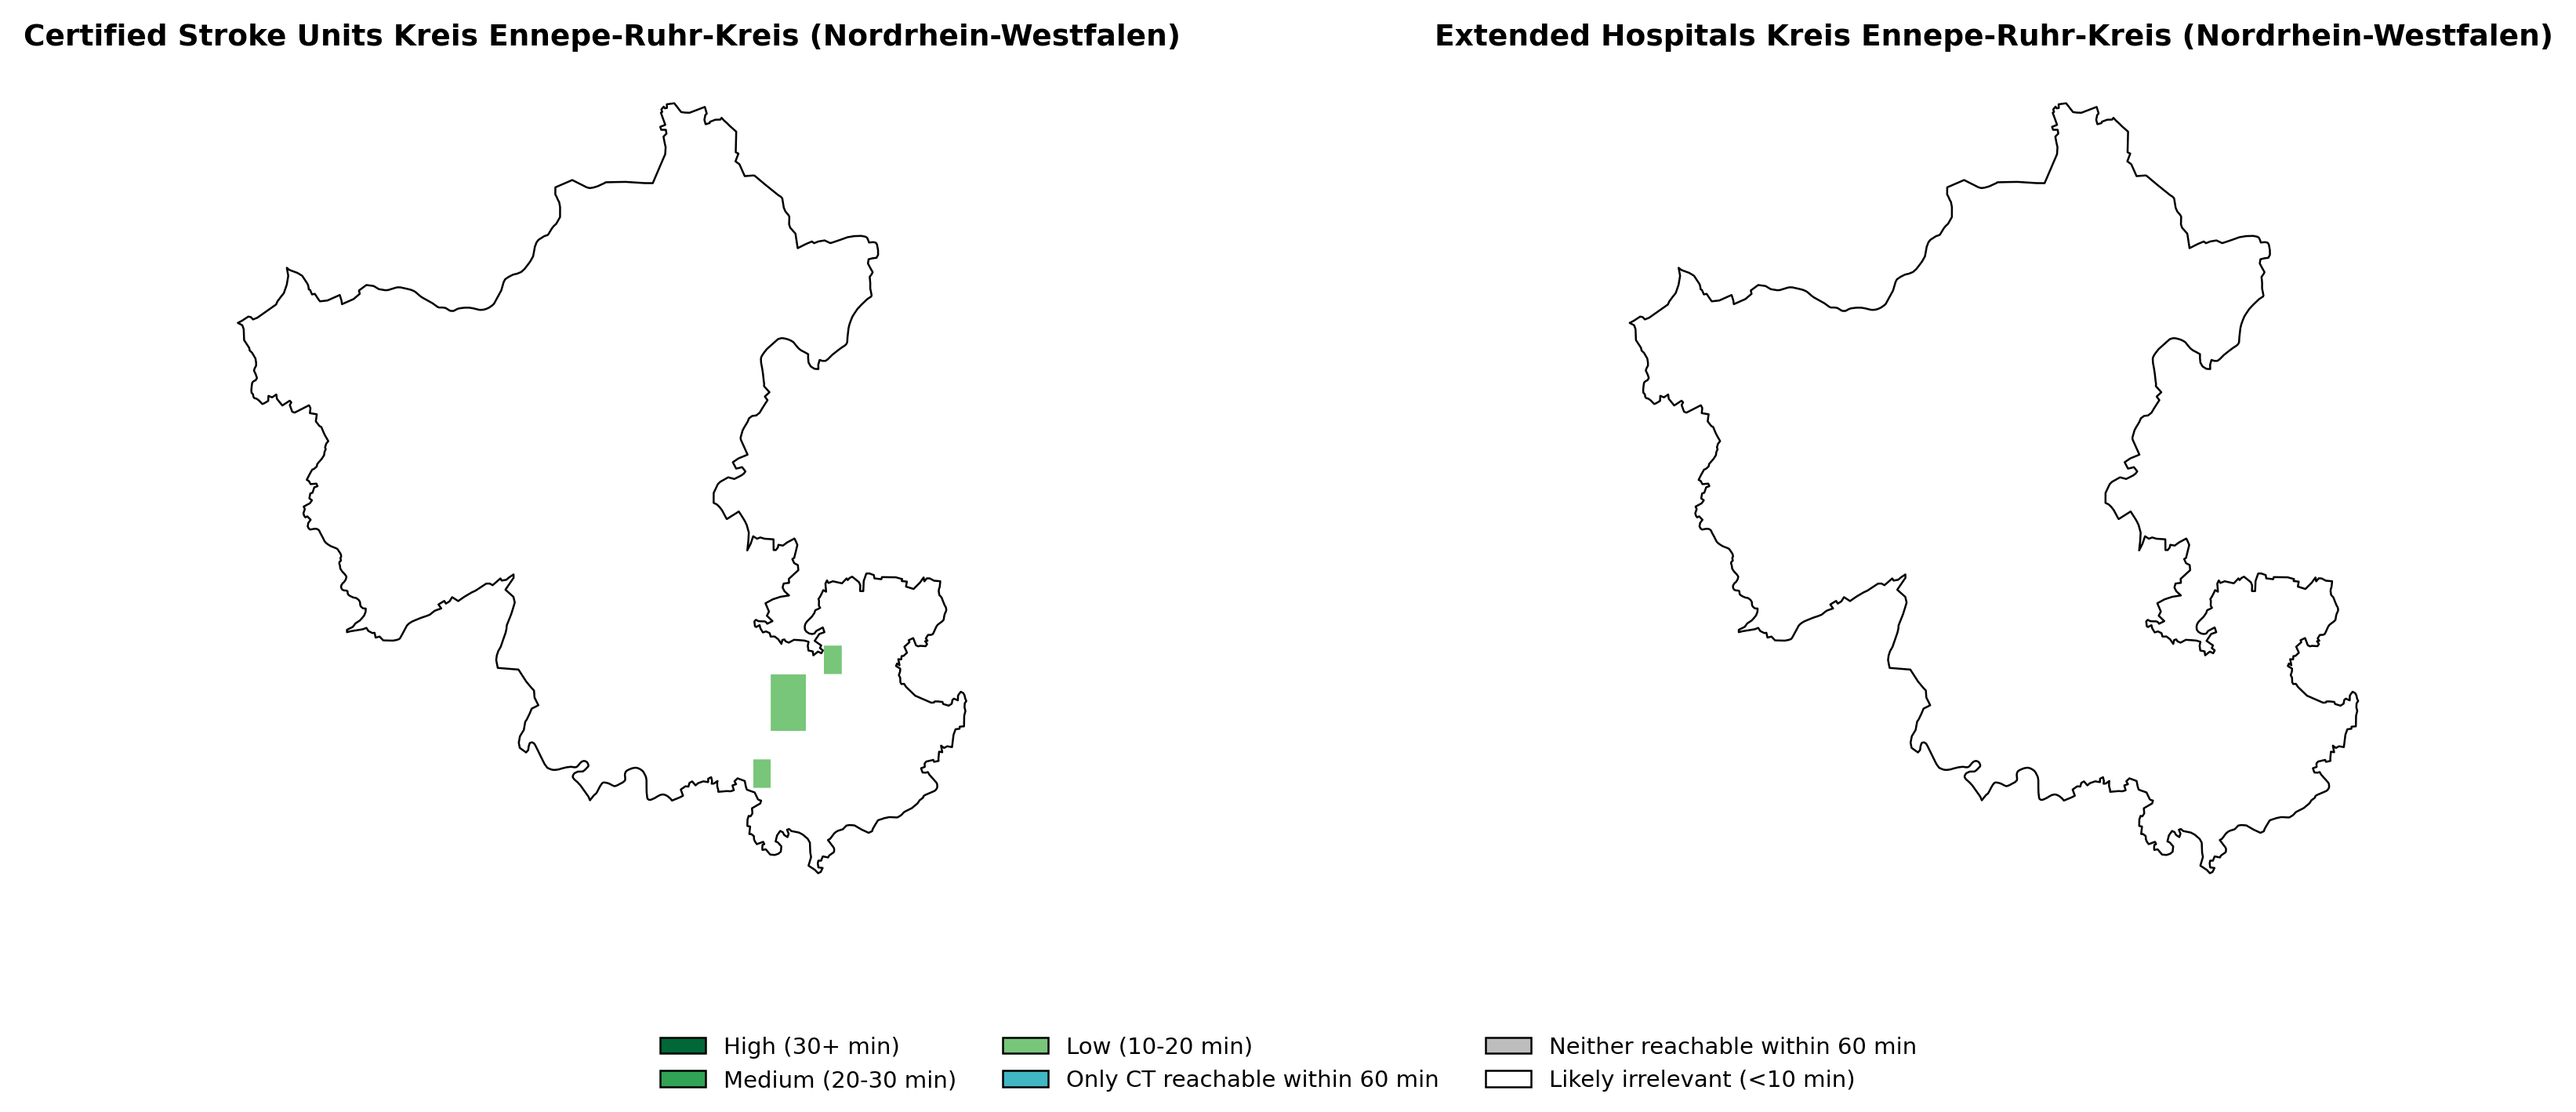 Certified Stroke Units Kreis Ennepe-Ruhr-Kreis (Nordrhein-Westfalen)
Extended Hospitals Kreis Ennepe-Ruhr-Kreis (Nordrhein-Westfalen)
High (30+ min)
Medium (20-30 min)
Low (10-20 min)
Only CT reachable within 60 min
Neither reachable within 60 min
Likely irrelevant (<10 min)